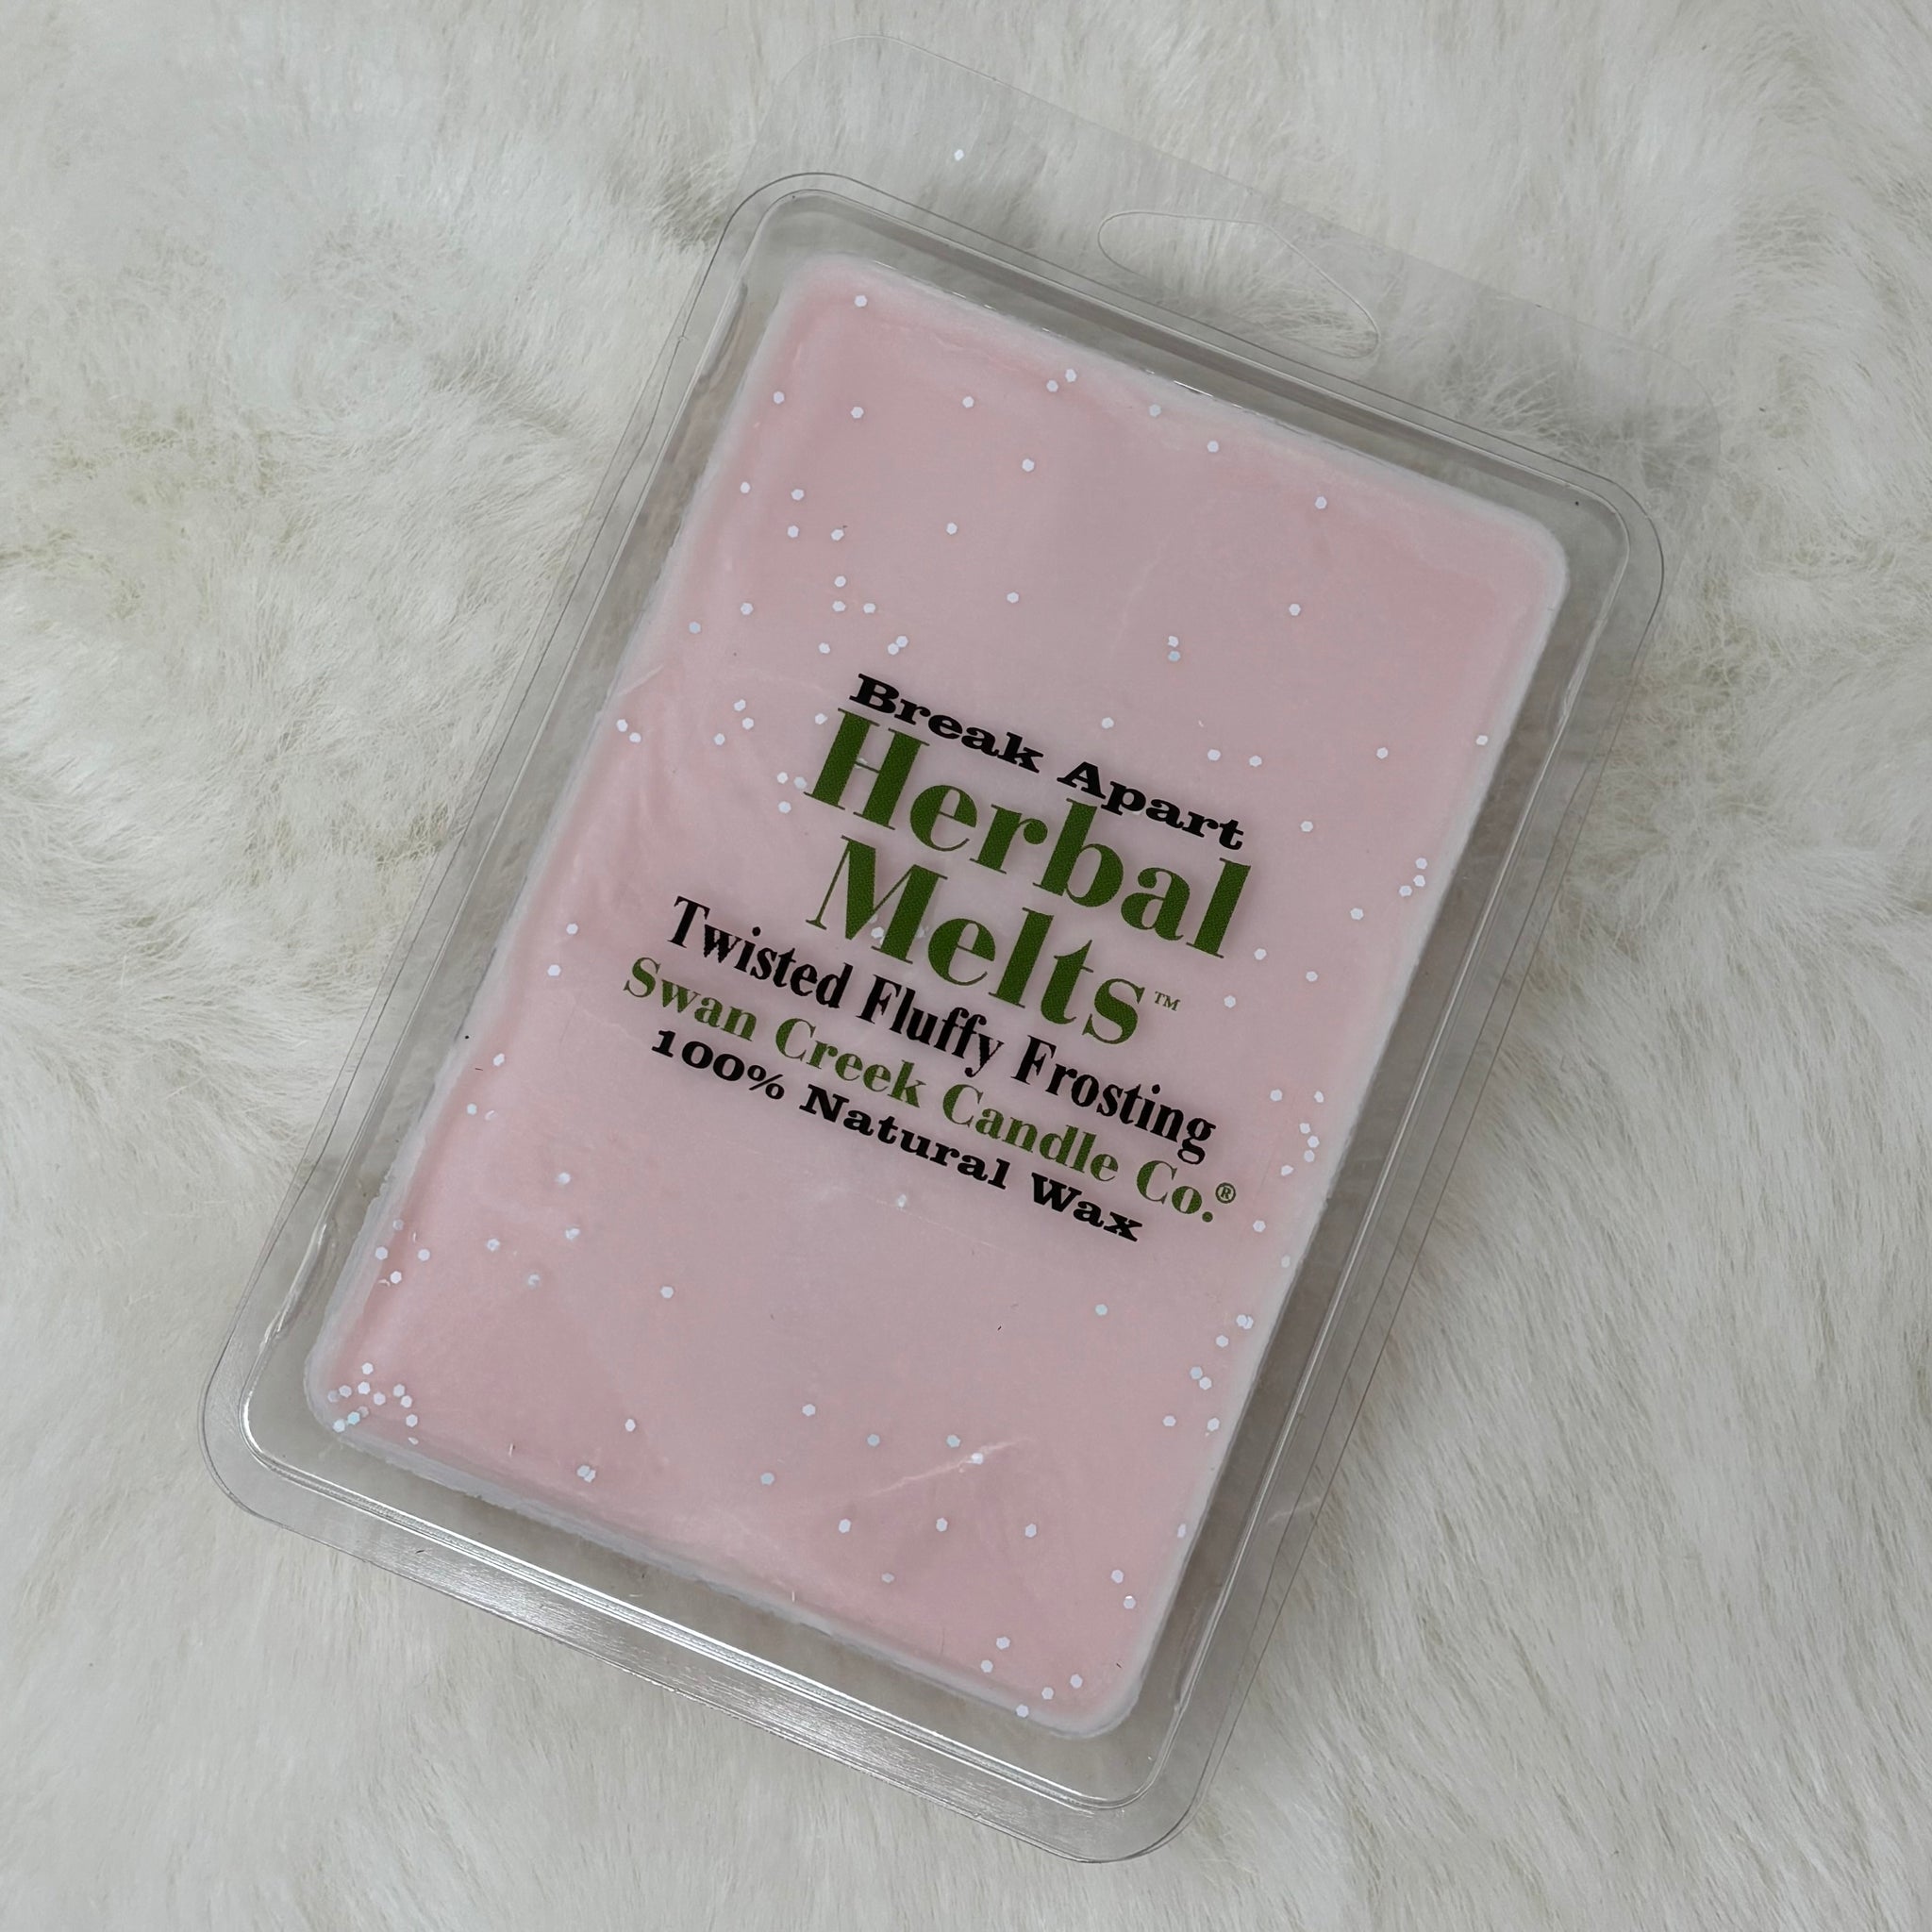 Break Apart
Herbal
Melts™
Twisted Fluffy Frosting
Swan Creek Candle Co.®
100% Natural Wax